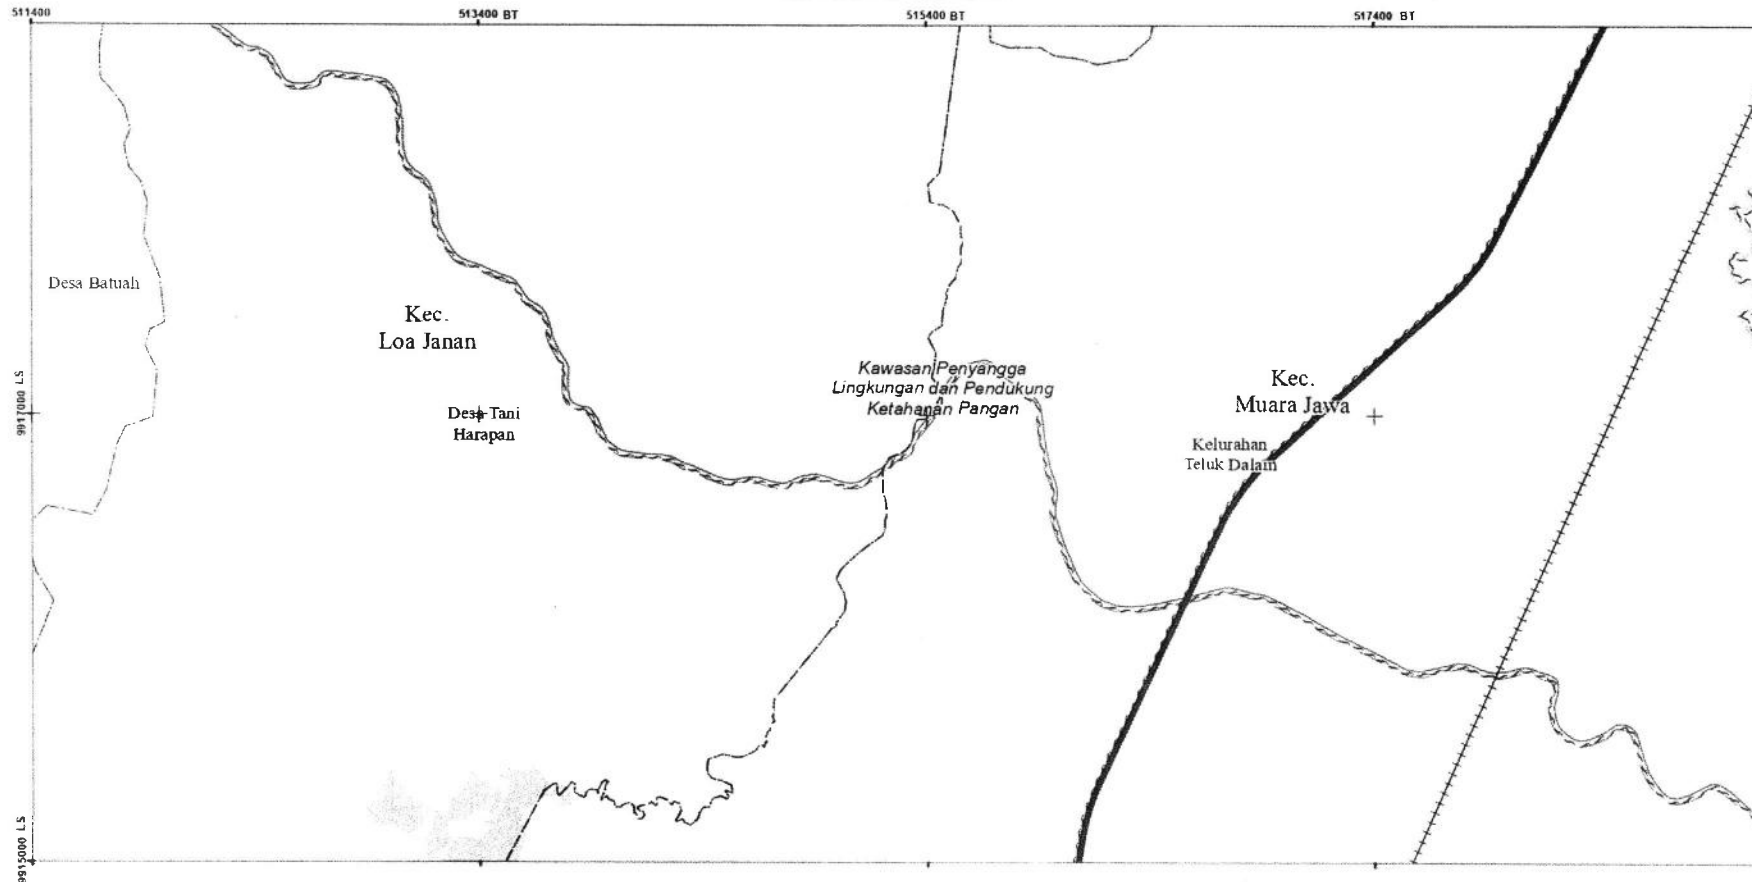 511400
513400 BT
515400 BT
517400 BT
Desa Batuah
Kec.
Loa Janan
Kawasan Penyangga
Lingkungan dan Pendukung
Ketahanan Pangan
Kec.
Muara Jawa
9917000 LS
Desa Tani
Harapan
Kelurahan
Teluk Dalam
9915000 LS